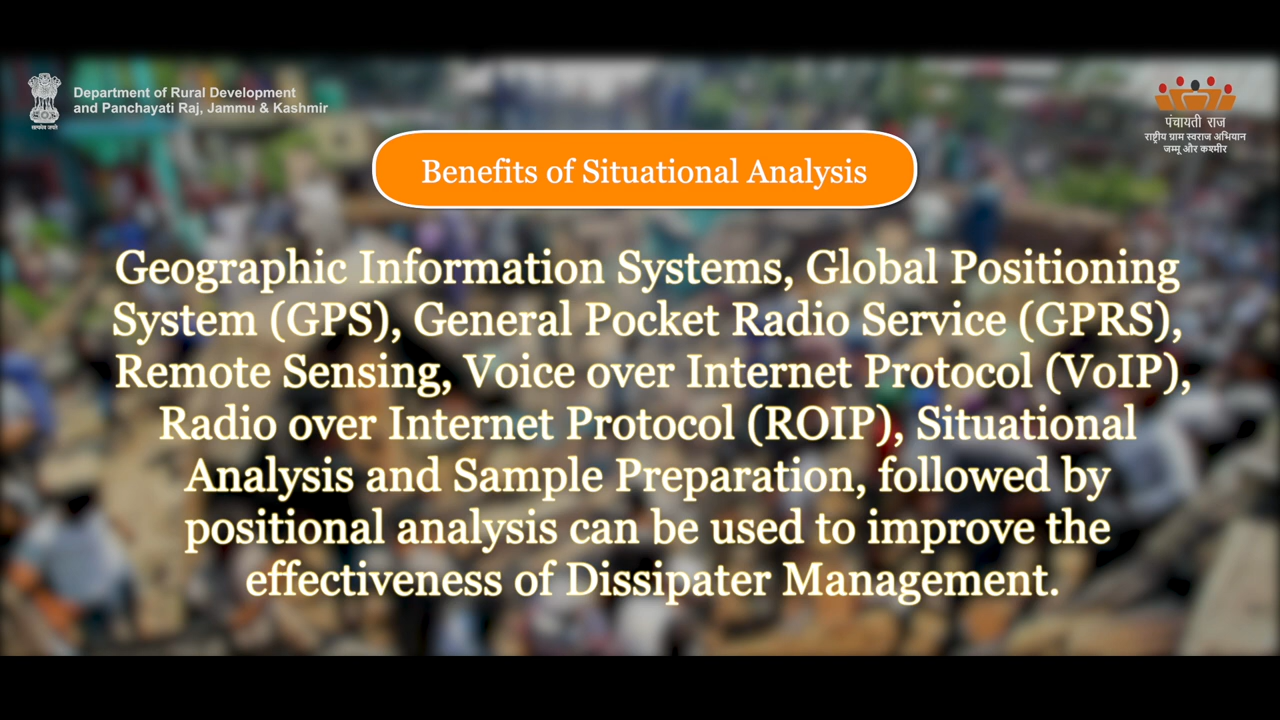 सत्यमेव जयते
Department of Rural Development
and Panchayati Raj, Jammu & Kashmir
पंचायती राज
राष्ट्रीय ग्राम स्वराज अभियान
जम्मू और कश्मीर
Benefits of Situational Analysis
Geographic Information Systems, Global Positioning
System (GPS), General Pocket Radio Service (GPRS),
Remote Sensing, Voice over Internet Protocol (VoIP),
Radio over Internet Protocol (ROIP), Situational
Analysis and Sample Preparation, followed by
positional analysis can be used to improve the
effectiveness of Dissipater Management.